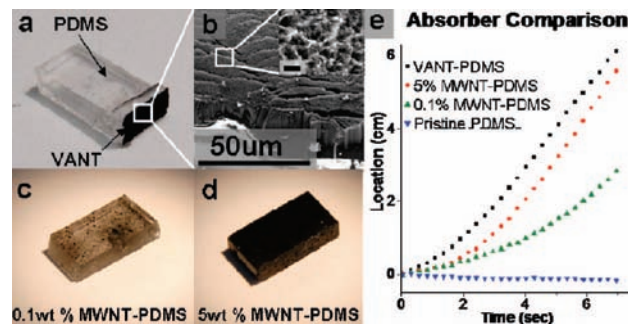 a
PDMS
VANT
b
50um
c
0.1wt % MWNT-PDMS
d
5wt % MWNT-PDMS
e
Absorber Comparison
VANT-PDMS
5% MWNT-PDMS
0.1% MWNT-PDMS
Pristine PDMS
Location (cm)
6
4
2
0
0
2
4
6
Time (sec)